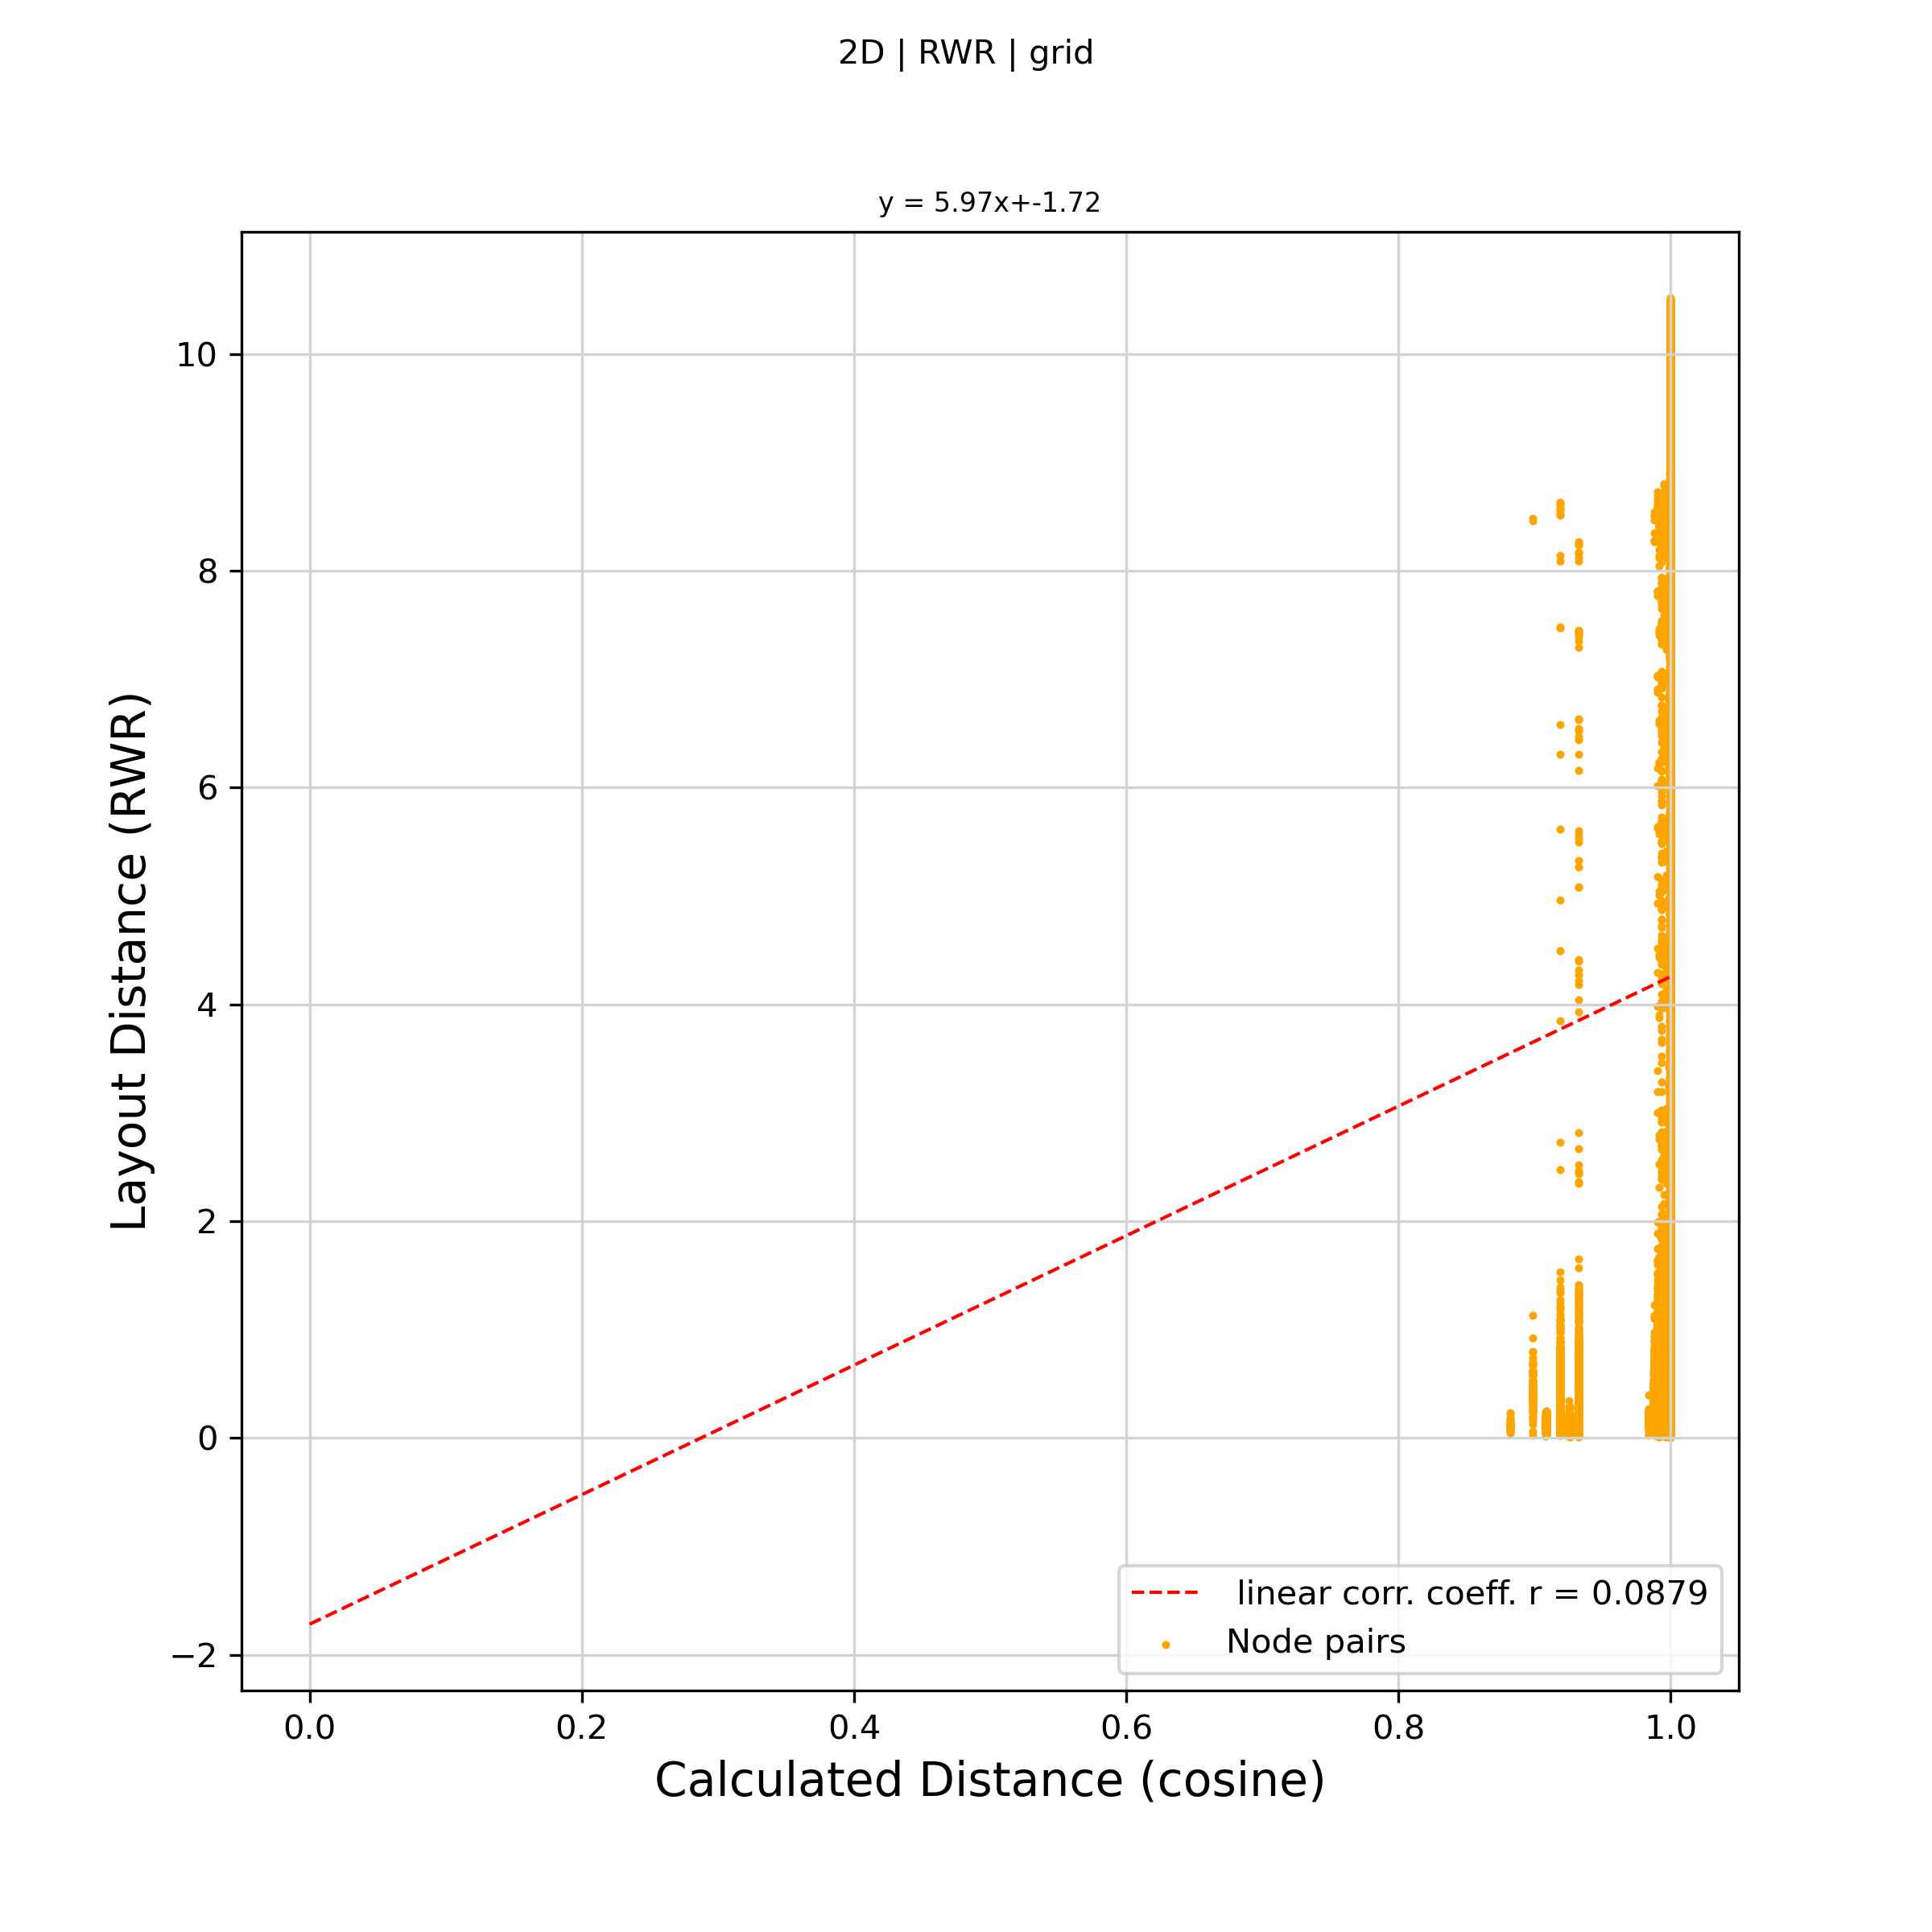 2D | RWR | grid
y = 5.97x+-1.72
10
8
6
4
2
0
−2
Layout Distance (RWR)
linear corr. coeff. r = 0.0879
Node pairs
0.0 0.2 0.4 0.6 0.8 1.0
Calculated Distance (cosine)